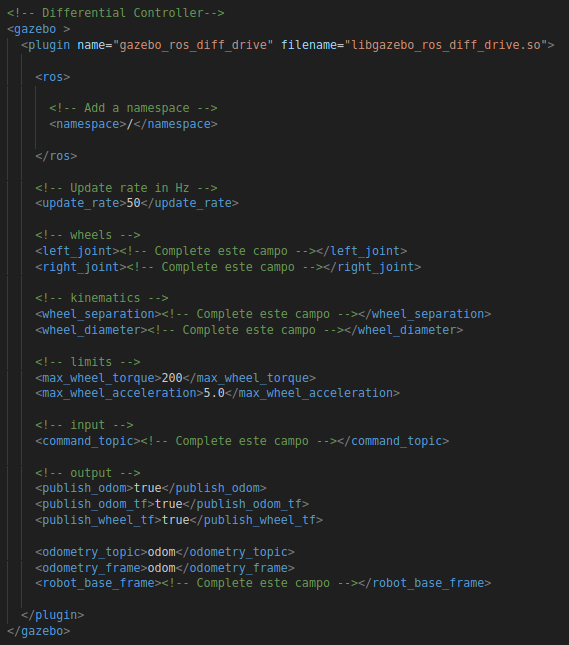 <!-- Differential Controller-->
<gazebo >
<plugin name="gazebo_ros_diff_drive" filename="libgazebo_ros_diff_drive.so">
<ros>
<!-- Add a namespace -->
<namespace>/</namespace>
</ros>
<!-- Update rate in Hz -->
<update_rate>50</update_rate>
<!-- wheels -->
<left_joint><!-- Complete este campo --></left_joint>
<right_joint><!-- Complete este campo --></right_joint>
<!-- kinematics -->
<wheel_separation><!-- Complete este campo --></wheel_separation>
<wheel_diameter><!-- Complete este campo --></wheel_diameter>
<!-- limits -->
<max_wheel_torque>200</max_wheel_torque>
<max_wheel_acceleration>5.0</max_wheel_acceleration>
<!-- input -->
<command_topic><!-- Complete este campo --></command_topic>
<!-- output -->
<publish_odom>true</publish_odom>
<publish_odom_tf>true</publish_odom_tf>
<publish_wheel_tf>true</publish_wheel_tf>
<odometry_topic>odom</odometry_topic>
<odometry_frame>odom</odometry_frame>
<robot_base_frame><!-- Complete este campo --></robot_base_frame>
</plugin>
</gazebo>